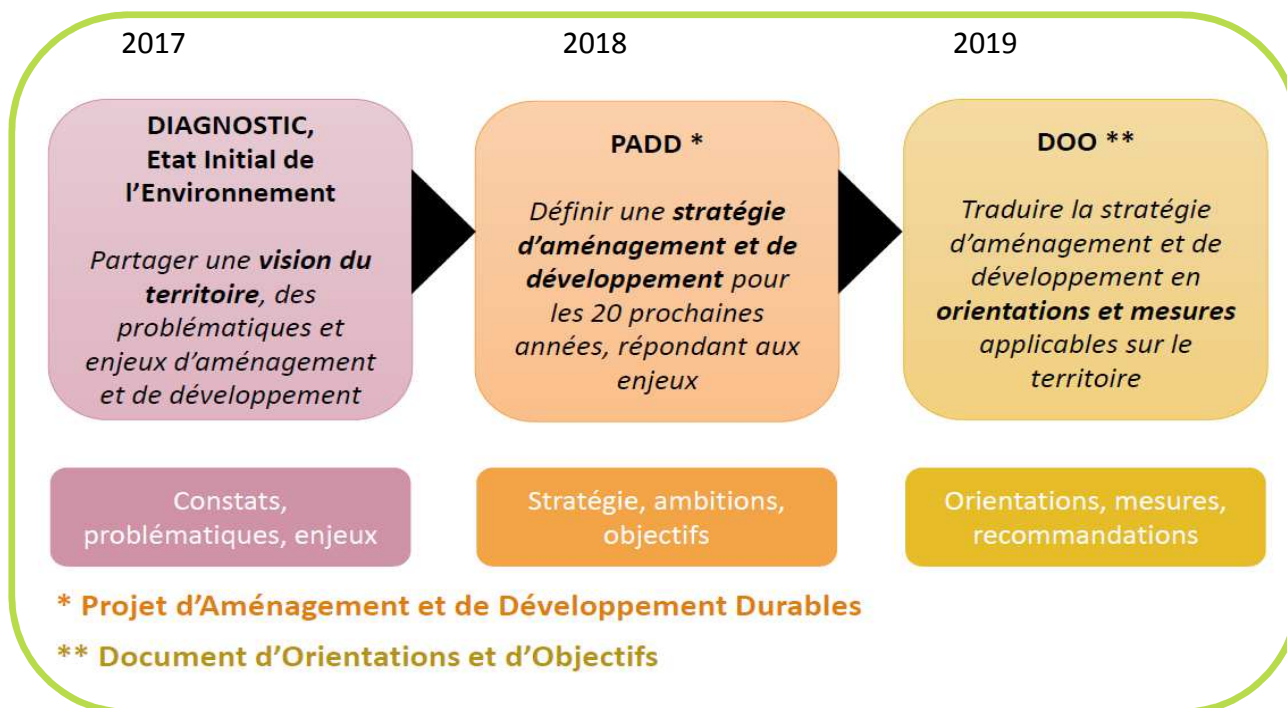 2017
2018
2019
DIAGNOSTIC,
Etat Initial de
l’Environnement
Partager une vision du
territoire, des
problématiques et
enjeux d’aménagement
et de développement
PADD *
Définir une stratégie
d’aménagement et de
développement pour
les 20 prochaines
années, répondant aux
enjeux
DOO **
Traduire la stratégie
d’aménagement et de
développement en
orientations et mesures
applicables sur le
territoire
Constats,
problématiques, enjeux
Stratégie, ambitions,
objectifs
Orientations, mesures,
recommandations
* Projet d’Aménagement et de Développement Durables
** Document d’Orientations et d’Objectifs